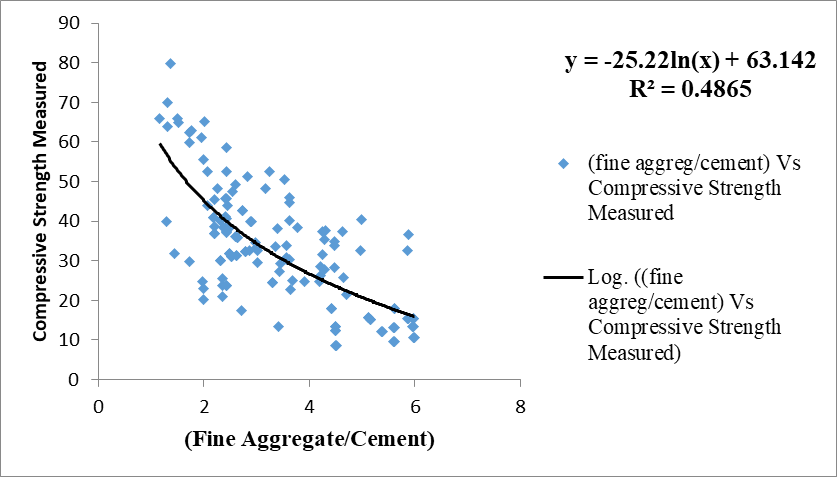 y = -25.22ln(x) + 63.142
R² = 0.4865
90
80
70
60
50
40
30
20
10
0
Compressive Strength Measured
0 2 4 6 8
(Fine Aggregate/Cement)
(fine aggreg/cement) Vs
Compressive Strength
Measured
Log. ((fine
aggreg/cement) Vs
Compressive Strength
Measured)